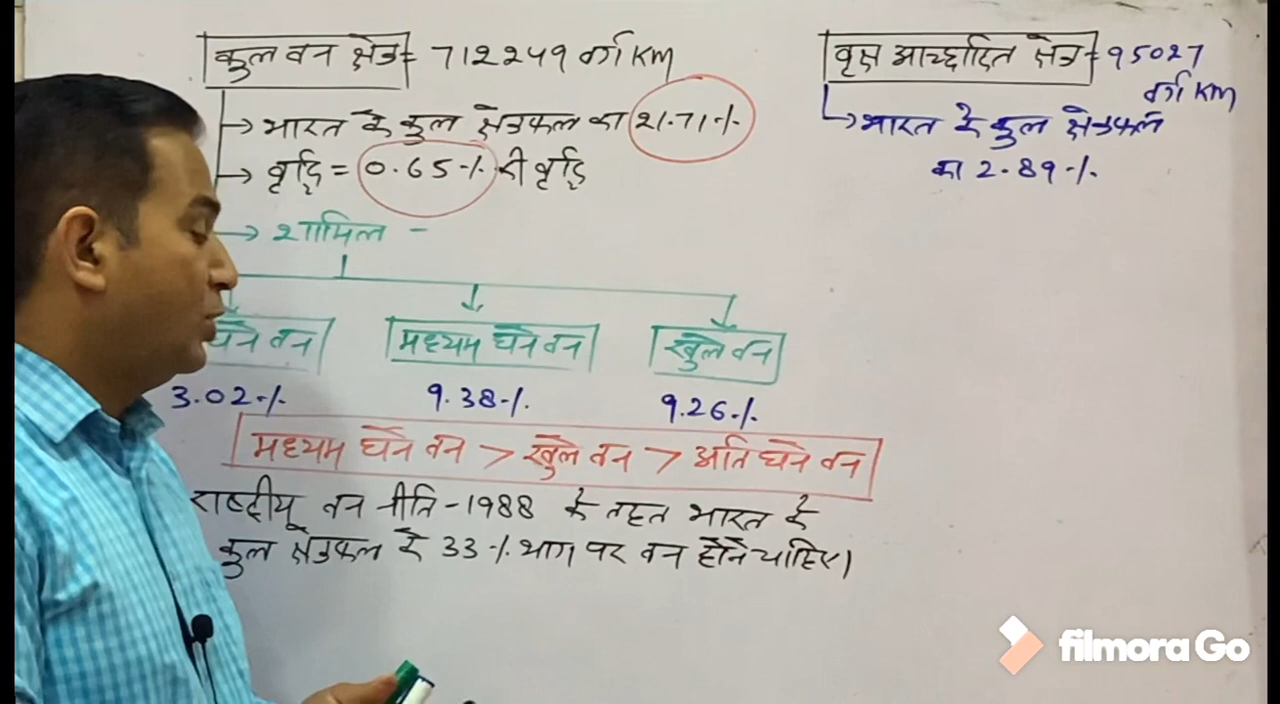 कुल वन क्षेत्र = 712249 वर्ग KM
→ भारत के कुल क्षेत्रफल का 21.71%
→ वृद्धि = 0.65% की वृद्धि
→ शामिल -
घने वन
मध्यम घने वन
खुले वन
3.02%
9.38%
9.26%
मध्यम घने वन > खुले वन > अति घने वन
राष्ट्रीय वन नीति - 1988 के तहत भारत के
कुल क्षेत्रफल के 33% भाग पर वन होने चाहिए।
वृक्ष आच्छादित क्षेत्र = 95027
वर्ग KM
→ भारत के कुल क्षेत्रफल
का 2.89%
filmora Go